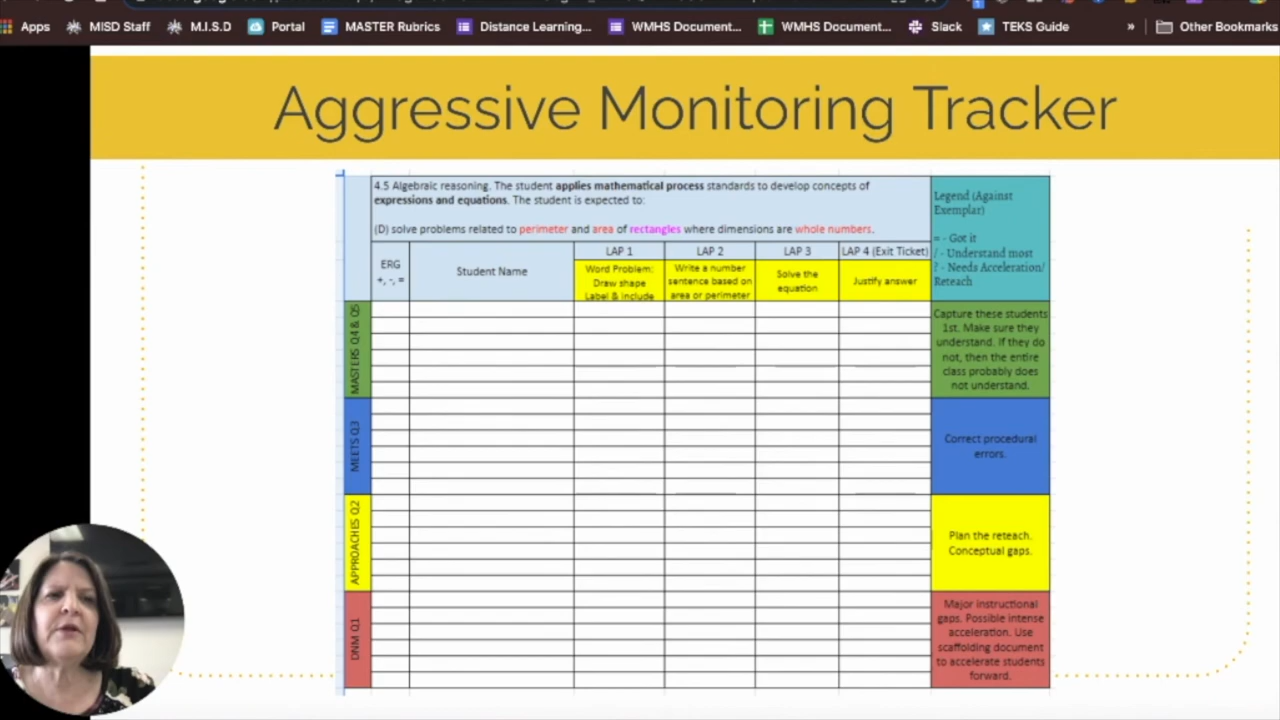 Apps MISD Staff M.I.S.D Portal MASTER Rubrics Distance Learning... WMHS Document... WMHS Document... Slack TEKS Guide » Other Bookmarks
Aggressive Monitoring Tracker
4.5 Algebraic reasoning. The student applies mathematical process standards to develop concepts of
expressions and equations. The student is expected to:
(D) solve problems related to perimeter and area of rectangles where dimensions are whole numbers.
Legend (Against
Exemplar)
= - Got it
/ - Understand most
? - Needs Acceleration/
Reteach
ERG
+, -, =
Student Name
LAP 1
LAP 2
LAP 3
LAP 4 (Exit Ticket)
Word Problem:
Draw shape
Label & Include
Write a number
sentence based on
area or perimeter
Solve the
equation
Justify answer
MASTERS Q4 & Q5
Capture these students
1st. Make sure they
understand. If they do
not, then the entire
class probably does
not understand.
MEETS Q3
Correct procedural
errors.
APPROACHES Q2
Plan the reteach.
Conceptual gaps.
DNM Q1
Major instructional
gaps. Possible intense
acceleration. Use
scaffolding document
to accelerate students
forward.